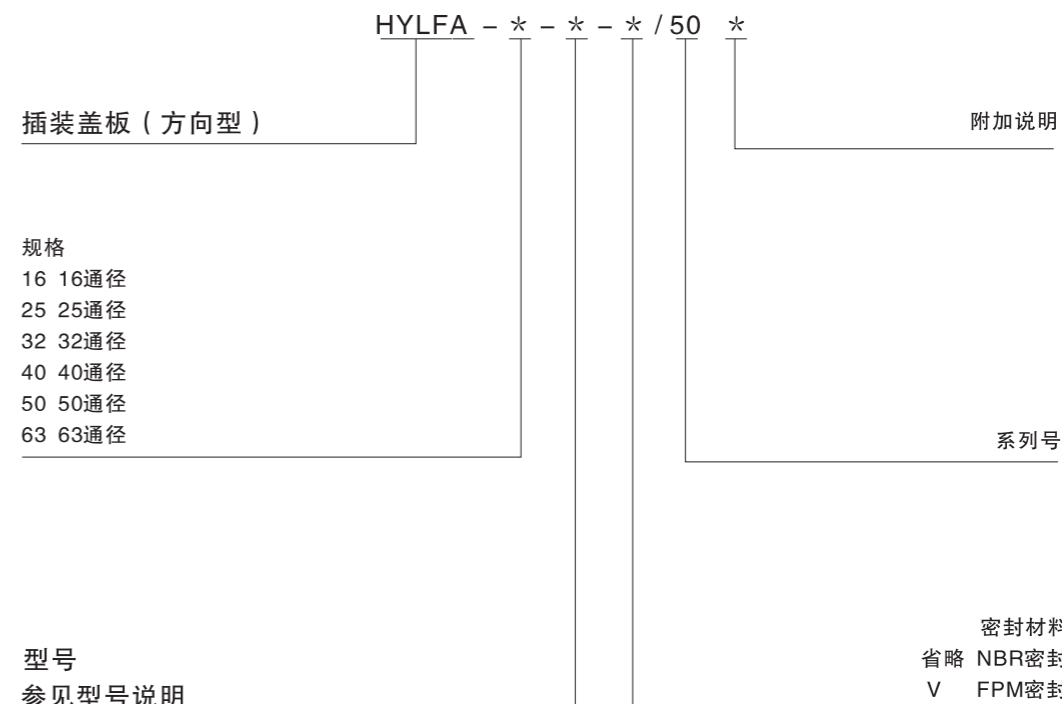 HYLFA - * - * - * / 50 *
插装盖板(方向型)
附加说明
规格
16 16通径
25 25通径
32 32通径
40 40通径
50 50通径
63 63通径
系列号
密封材料
省略 NBR密封
V FPM密封
型号
参见型号说明